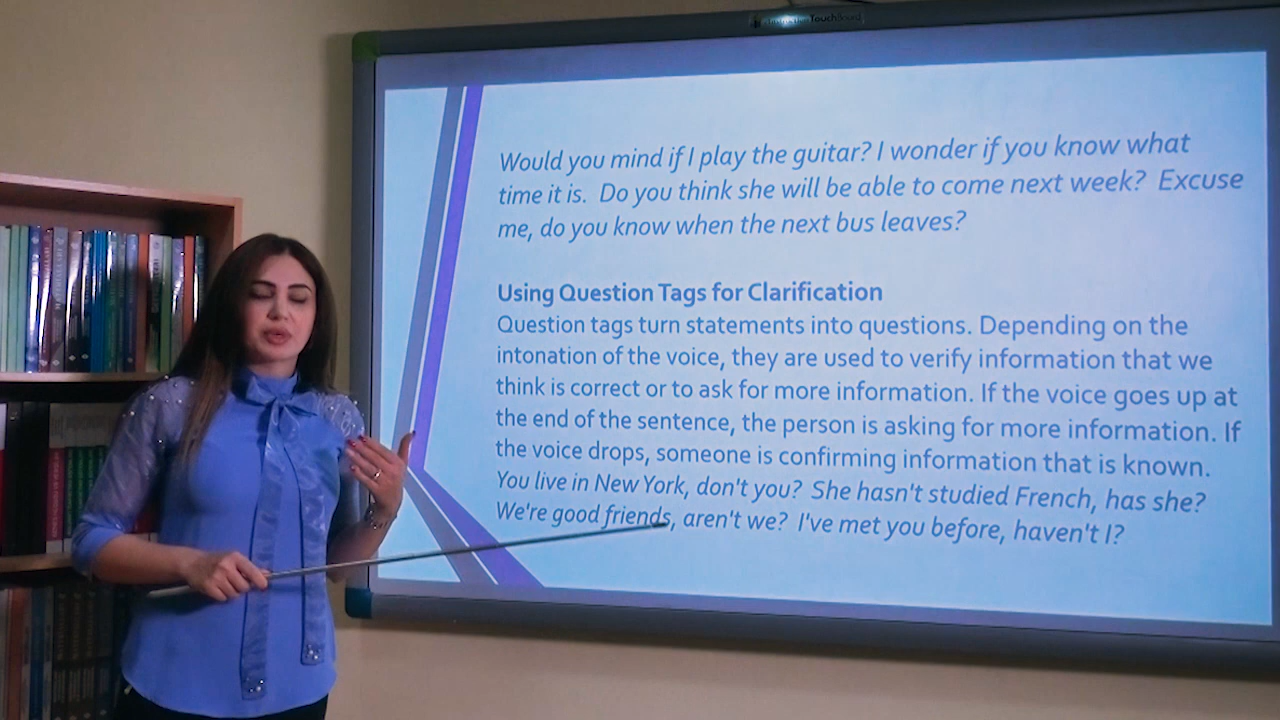 TouchBoard
Would you mind if I play the guitar? I wonder if you know what
time it is. Do you think she will be able to come next week? Excuse
me, do you know when the next bus leaves?
Using Question Tags for Clarification
Question tags turn statements into questions. Depending on the
intonation of the voice, they are used to verify information that we
think is correct or to ask for more information. If the voice goes up at
the end of the sentence, the person is asking for more information. If
the voice drops, someone is confirming information that is known.
You live in New York, don't you? She hasn't studied French, has she?
We're good friends, aren't we? I've met you before, haven't I?